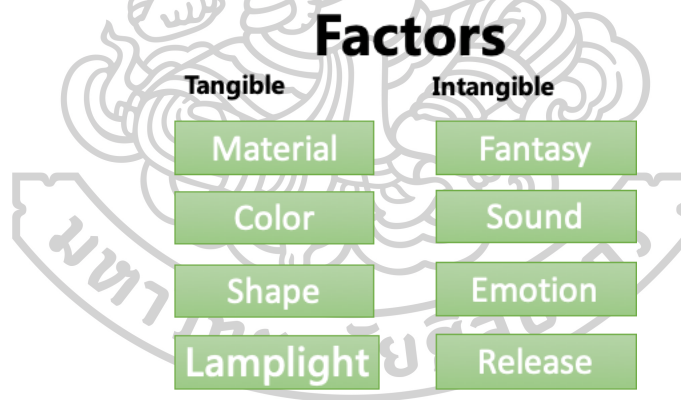 Factors
Tangible
Intangible
Material
Fantasy
Color
Sound
Shape
Emotion
Lamplight
Release